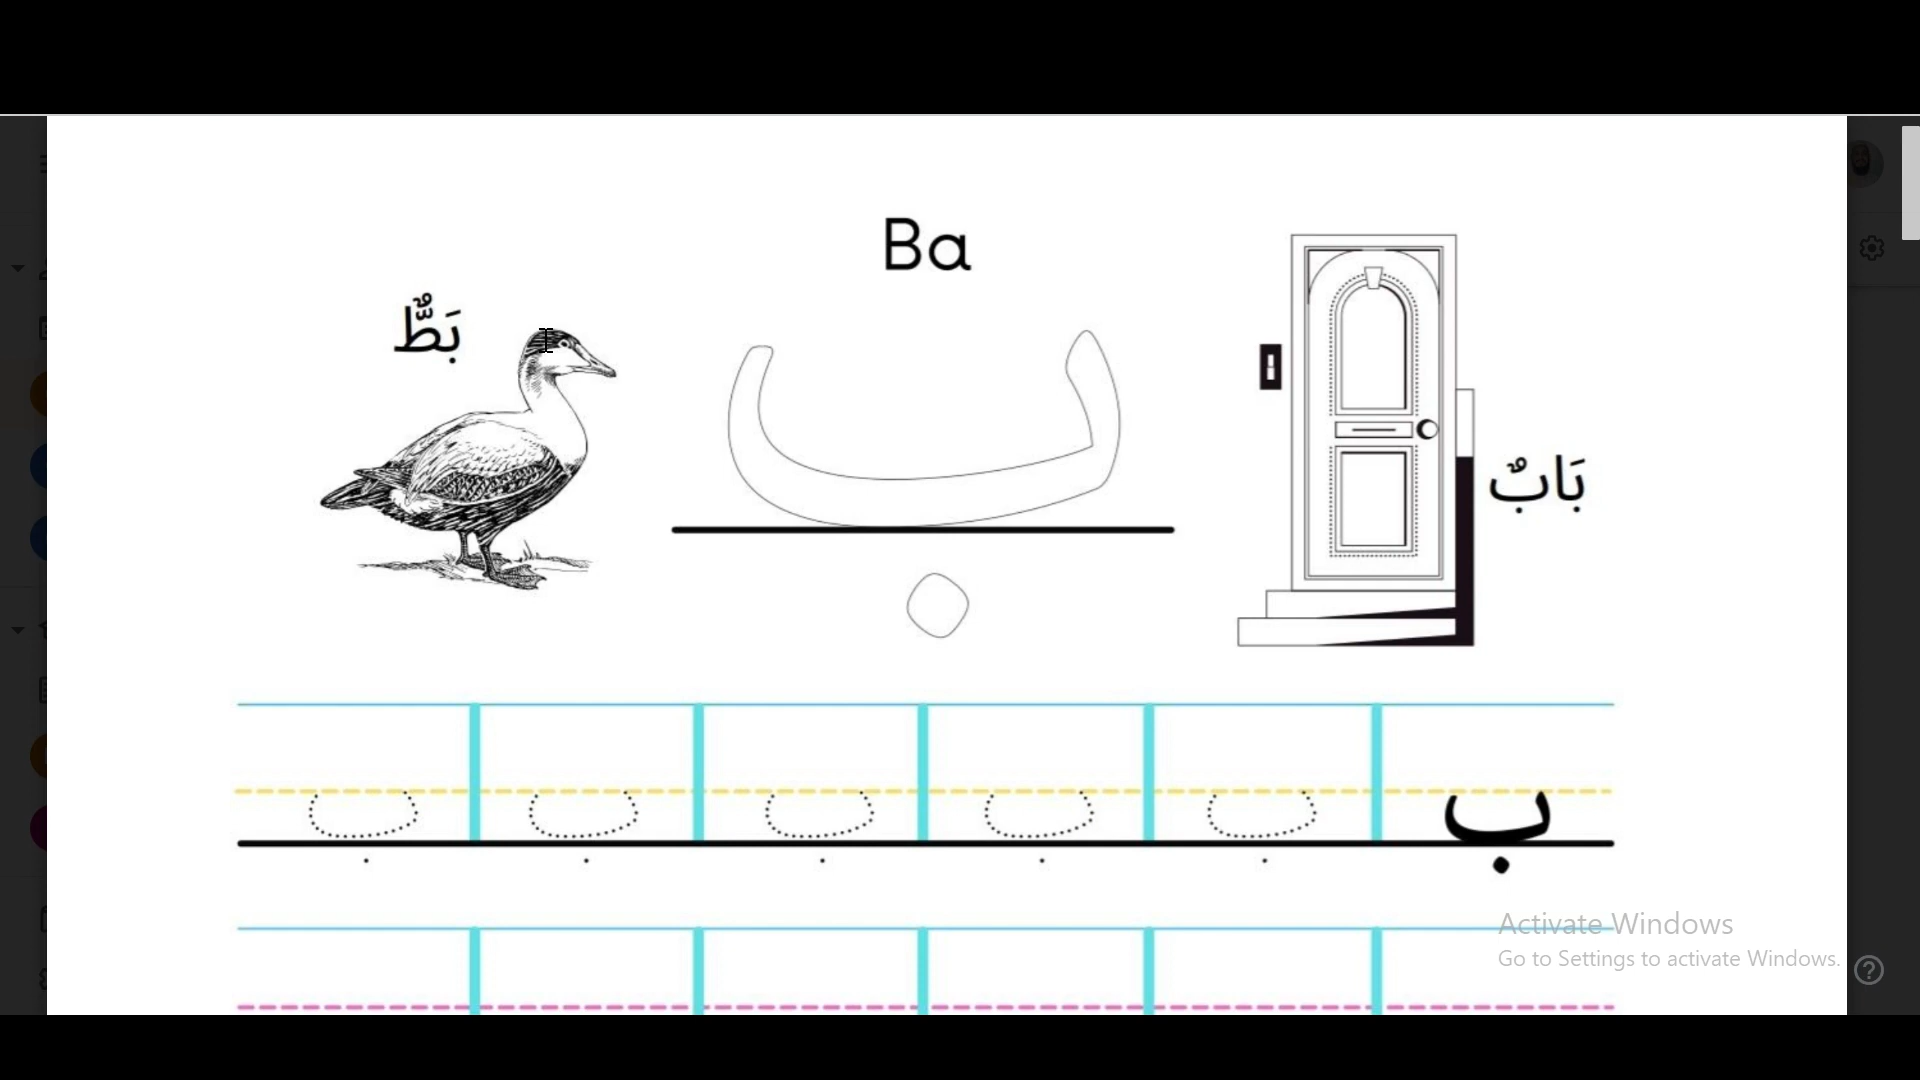 Ba
بَطٌّ
بَابٌ
ب
Activate Windows
Go to Settings to activate Windows.